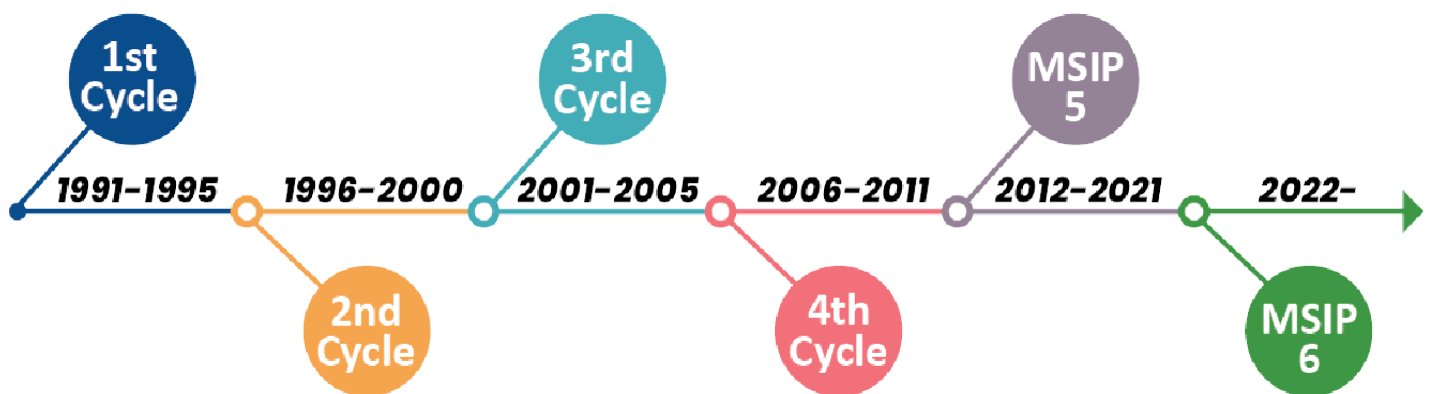 1st
Cycle
3rd
Cycle
MSIP
5
1991-1995
1996-2000
2001-2005
2006-2011
2012-2021
2022-
2nd
Cycle
4th
Cycle
MSIP
6